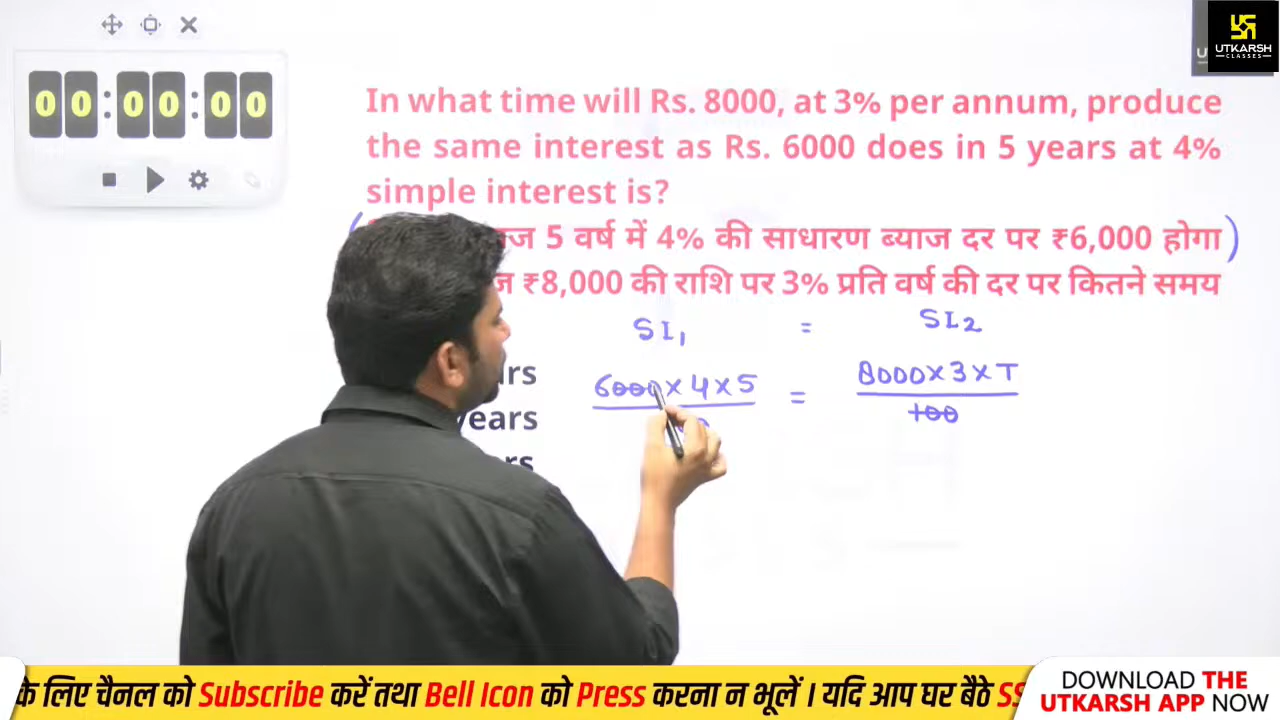 UTKARSH
CLASSES
00:00:00
In what time will Rs. 8000, at 3% per annum, produce
the same interest as Rs. 6000 does in 5 years at 4%
simple interest is?
5 वर्ष में 4% की साधारण ब्याज दर पर ₹6,000 होगा)
₹8,000 की राशि पर 3% प्रति वर्ष की दर पर कितने समय
SI1 = SI2
6000×4×5 = 8000×3×T
100
years
के लिए चैनल को Subscribe करें तथा Bell Icon को Press करना न भूलें । यदि आप घर बैठे
DOWNLOAD THE
UTKARSH APP NOW